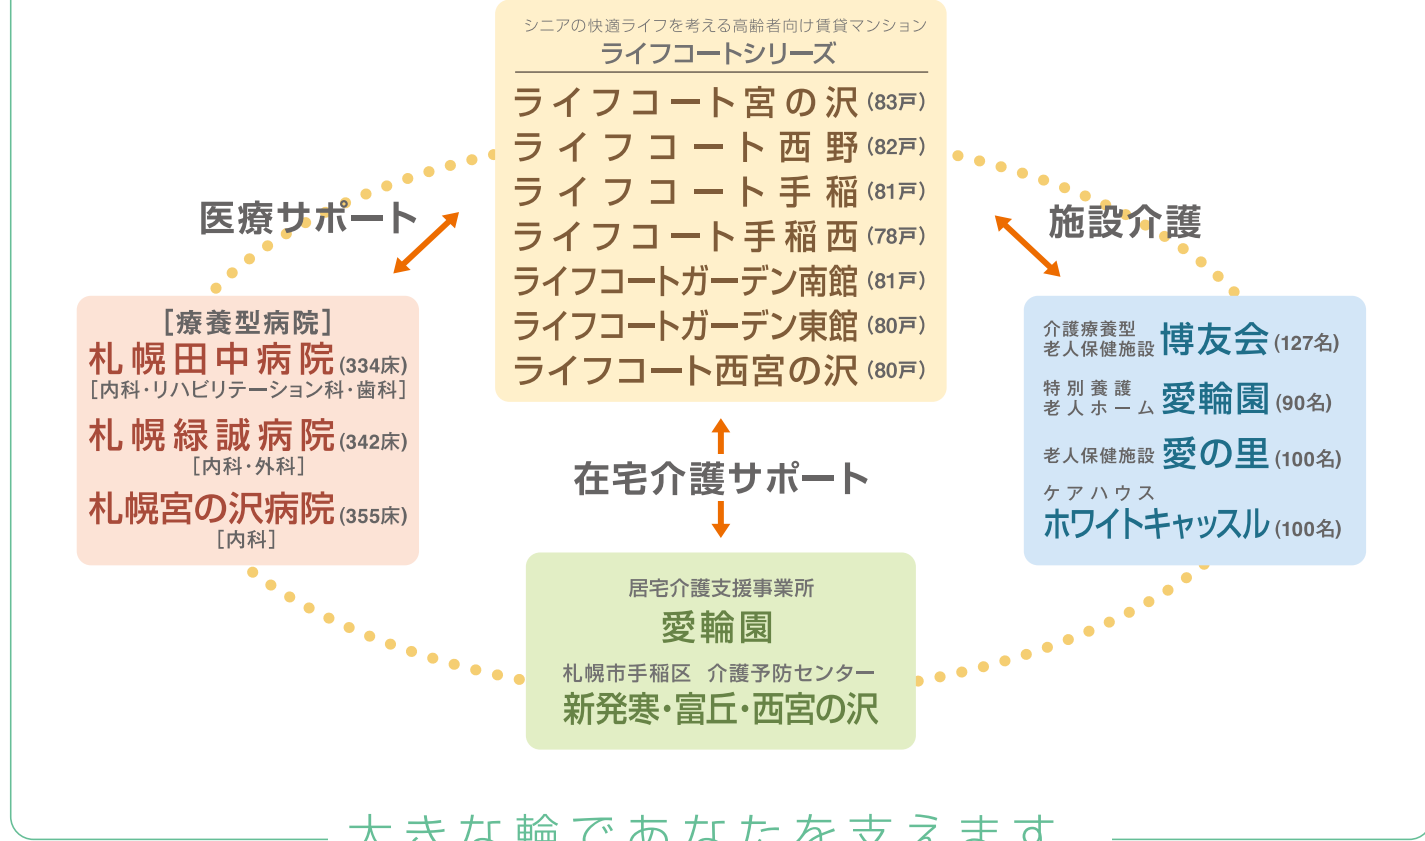 シニアの快適ライフを考える高齢者向け賃貸マンション
ライフコートシリーズ
ライフコート宮の沢(83戸)
ライフコート西野(82戸)
ライフコート手稲(81戸)
ライフコート手稲西(78戸)
ライフコートガーデン南館(81戸)
ライフコートガーデン東館(80戸)
ライフコート西宮の沢(80戸)
医療サポート
[療養型病院]
札幌田中病院(334床)
[内科・リハビリテーション科・歯科]
札幌緑誠病院(342床)
[内科・外科]
札幌宮の沢病院(355床)
[内科]
施設介護
介護療養型
老人保健施設 博友会(127名)
特別養護
老人ホーム 愛輪園(90名)
老人保健施設 愛の里(100名)
ケアハウス
ホワイトキャッスル(100名)
在宅介護サポート
居宅介護支援事業所
愛輪園
札幌市手稲区 介護予防センター
新発寒・富丘・西宮の沢
大きな輪であなたを支えます